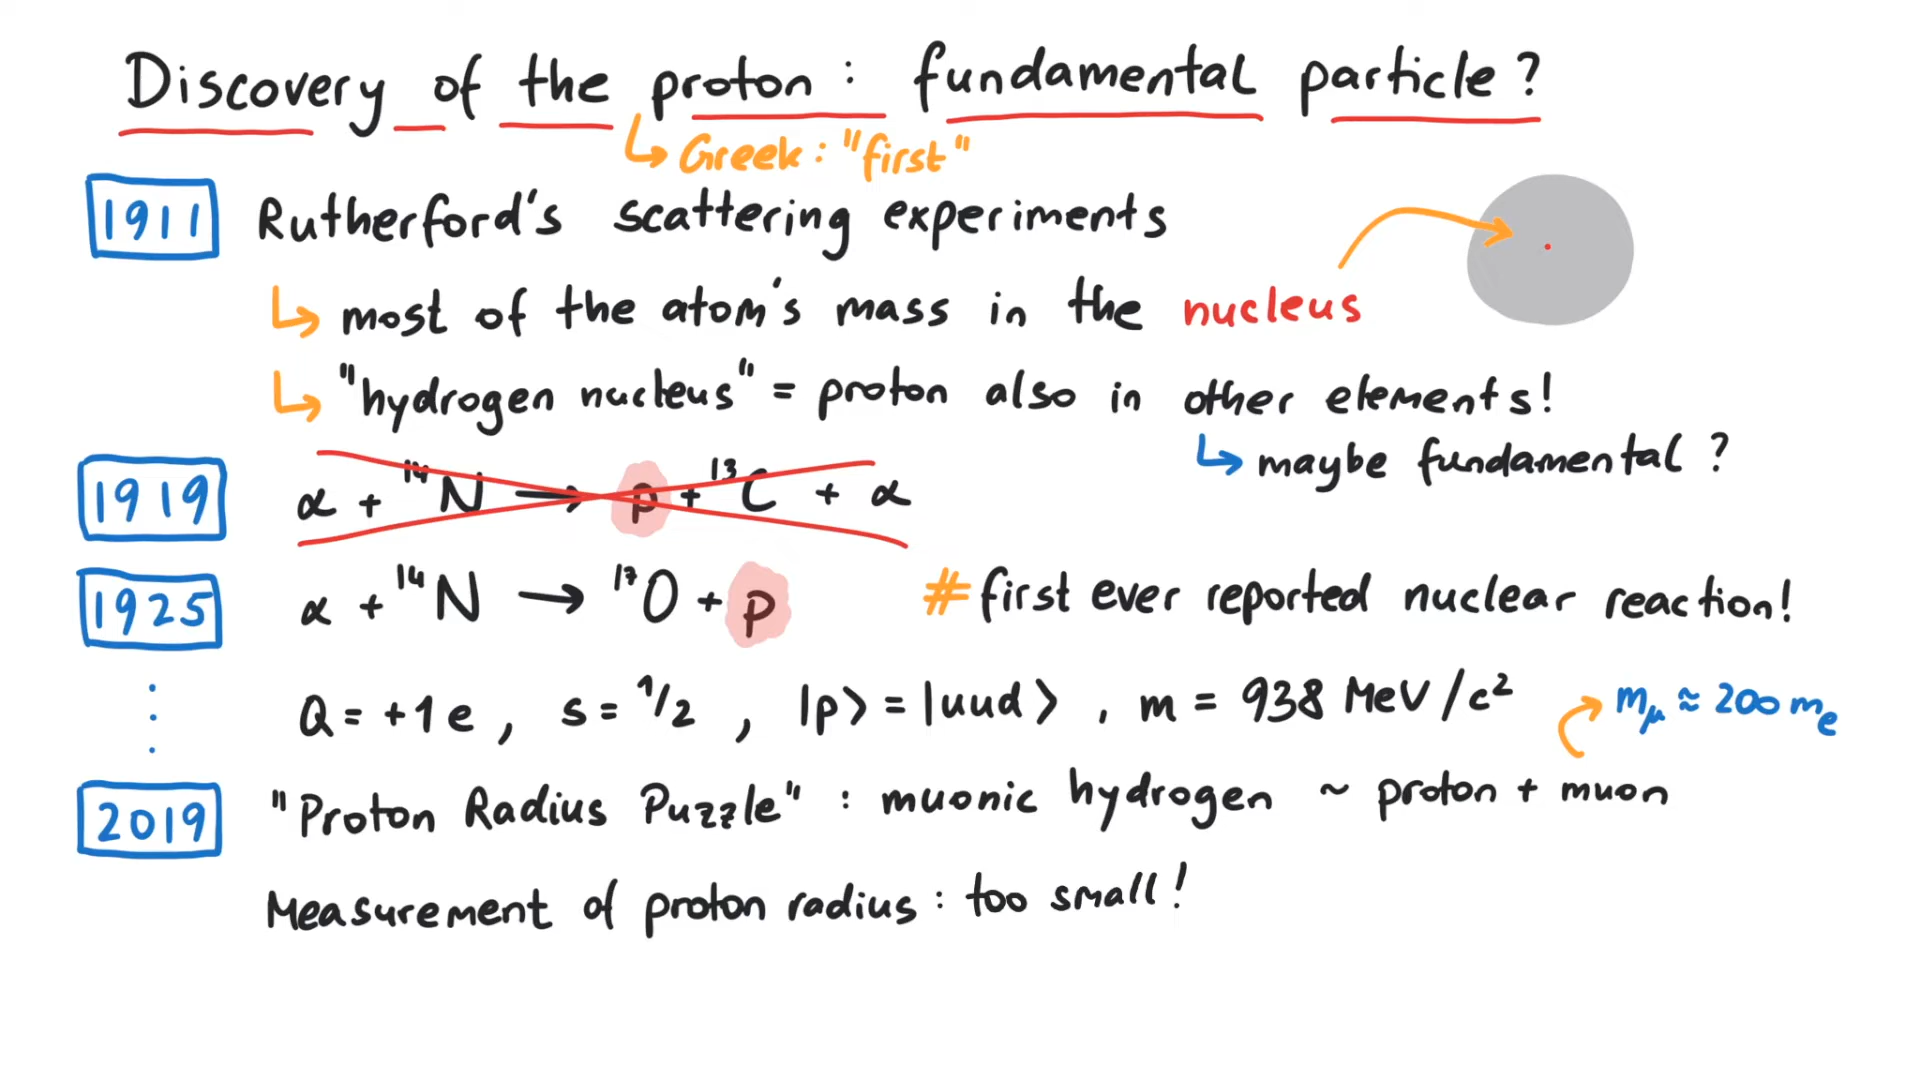 Discovery of the proton : fundamental particle ?
↳ Greek : "first"
1911 Rutherford's scattering experiments
↳ most of the atom's mass in the nucleus
↳ "hydrogen nucleus" = proton also in other elements!
↳ maybe fundamental ?
1919 α + ¹⁴N → p + ¹³C + α
1925 α + ¹⁴N → ¹⁷O + p # first ever reported nuclear reaction!
Q = +1e , s = 1/2 , |p⟩ = |uud⟩ , m = 938 MeV/c² m_μ ≈ 200 m_e
2019 "Proton Radius Puzzle" : muonic hydrogen ~ proton + muon
Measurement of proton radius : too small!